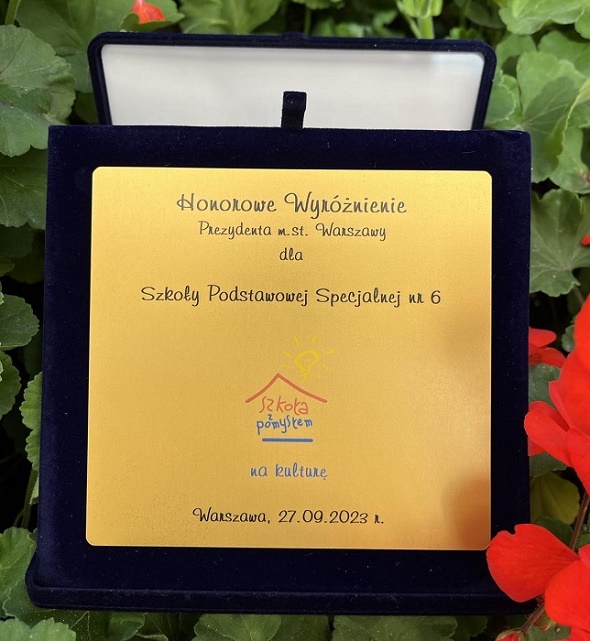 Honorowe Wyróżnienie
Prezydenta m.st. Warszawy
dla
Szkoły Podstawowej Specjalnej nr 6
szkoła
z
pomysłem
na kulturę
Warszawa, 27.09.2023 r.